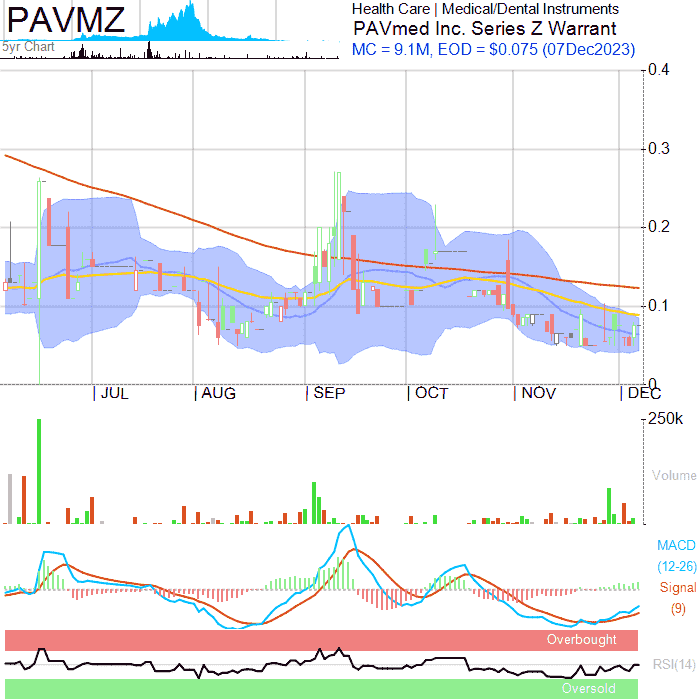 PAVMZ
5yr Chart
Health Care | Medical/Dental Instruments
PAVmed Inc. Series Z Warrant
MC = 9.1M, EOD = $0.075 (07Dec2023)
0.4
0.3
0.2
0.1
0
JUL
AUG
SEP
OCT
NOV
DEC
250k
Volume
MACD
(12-26)
Signal
(9)
Overbought
RSI(14)
Oversold